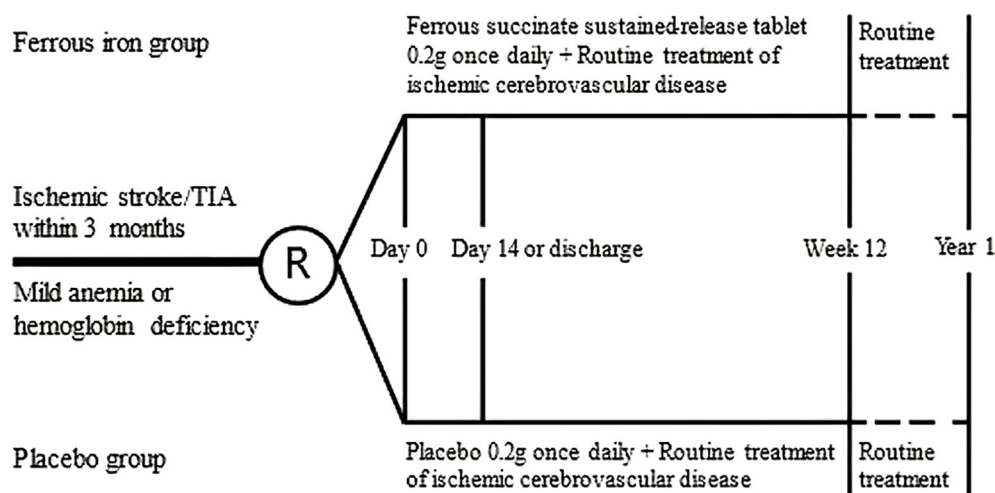 Ferrous iron group
Ferrous succinate sustained-release tablet
0.2g once daily + Routine treatment of
ischemic cerebrovascular disease
Routine
treatment
Ischemic stroke/TIA
within 3 months
R
Day 0
Day 14 or discharge
Week 12
Year 1
Mild anemia or
hemoglobin deficiency
Placebo group
Placebo 0.2g once daily + Routine treatment
of ischemic cerebrovascular disease
Routine
treatment